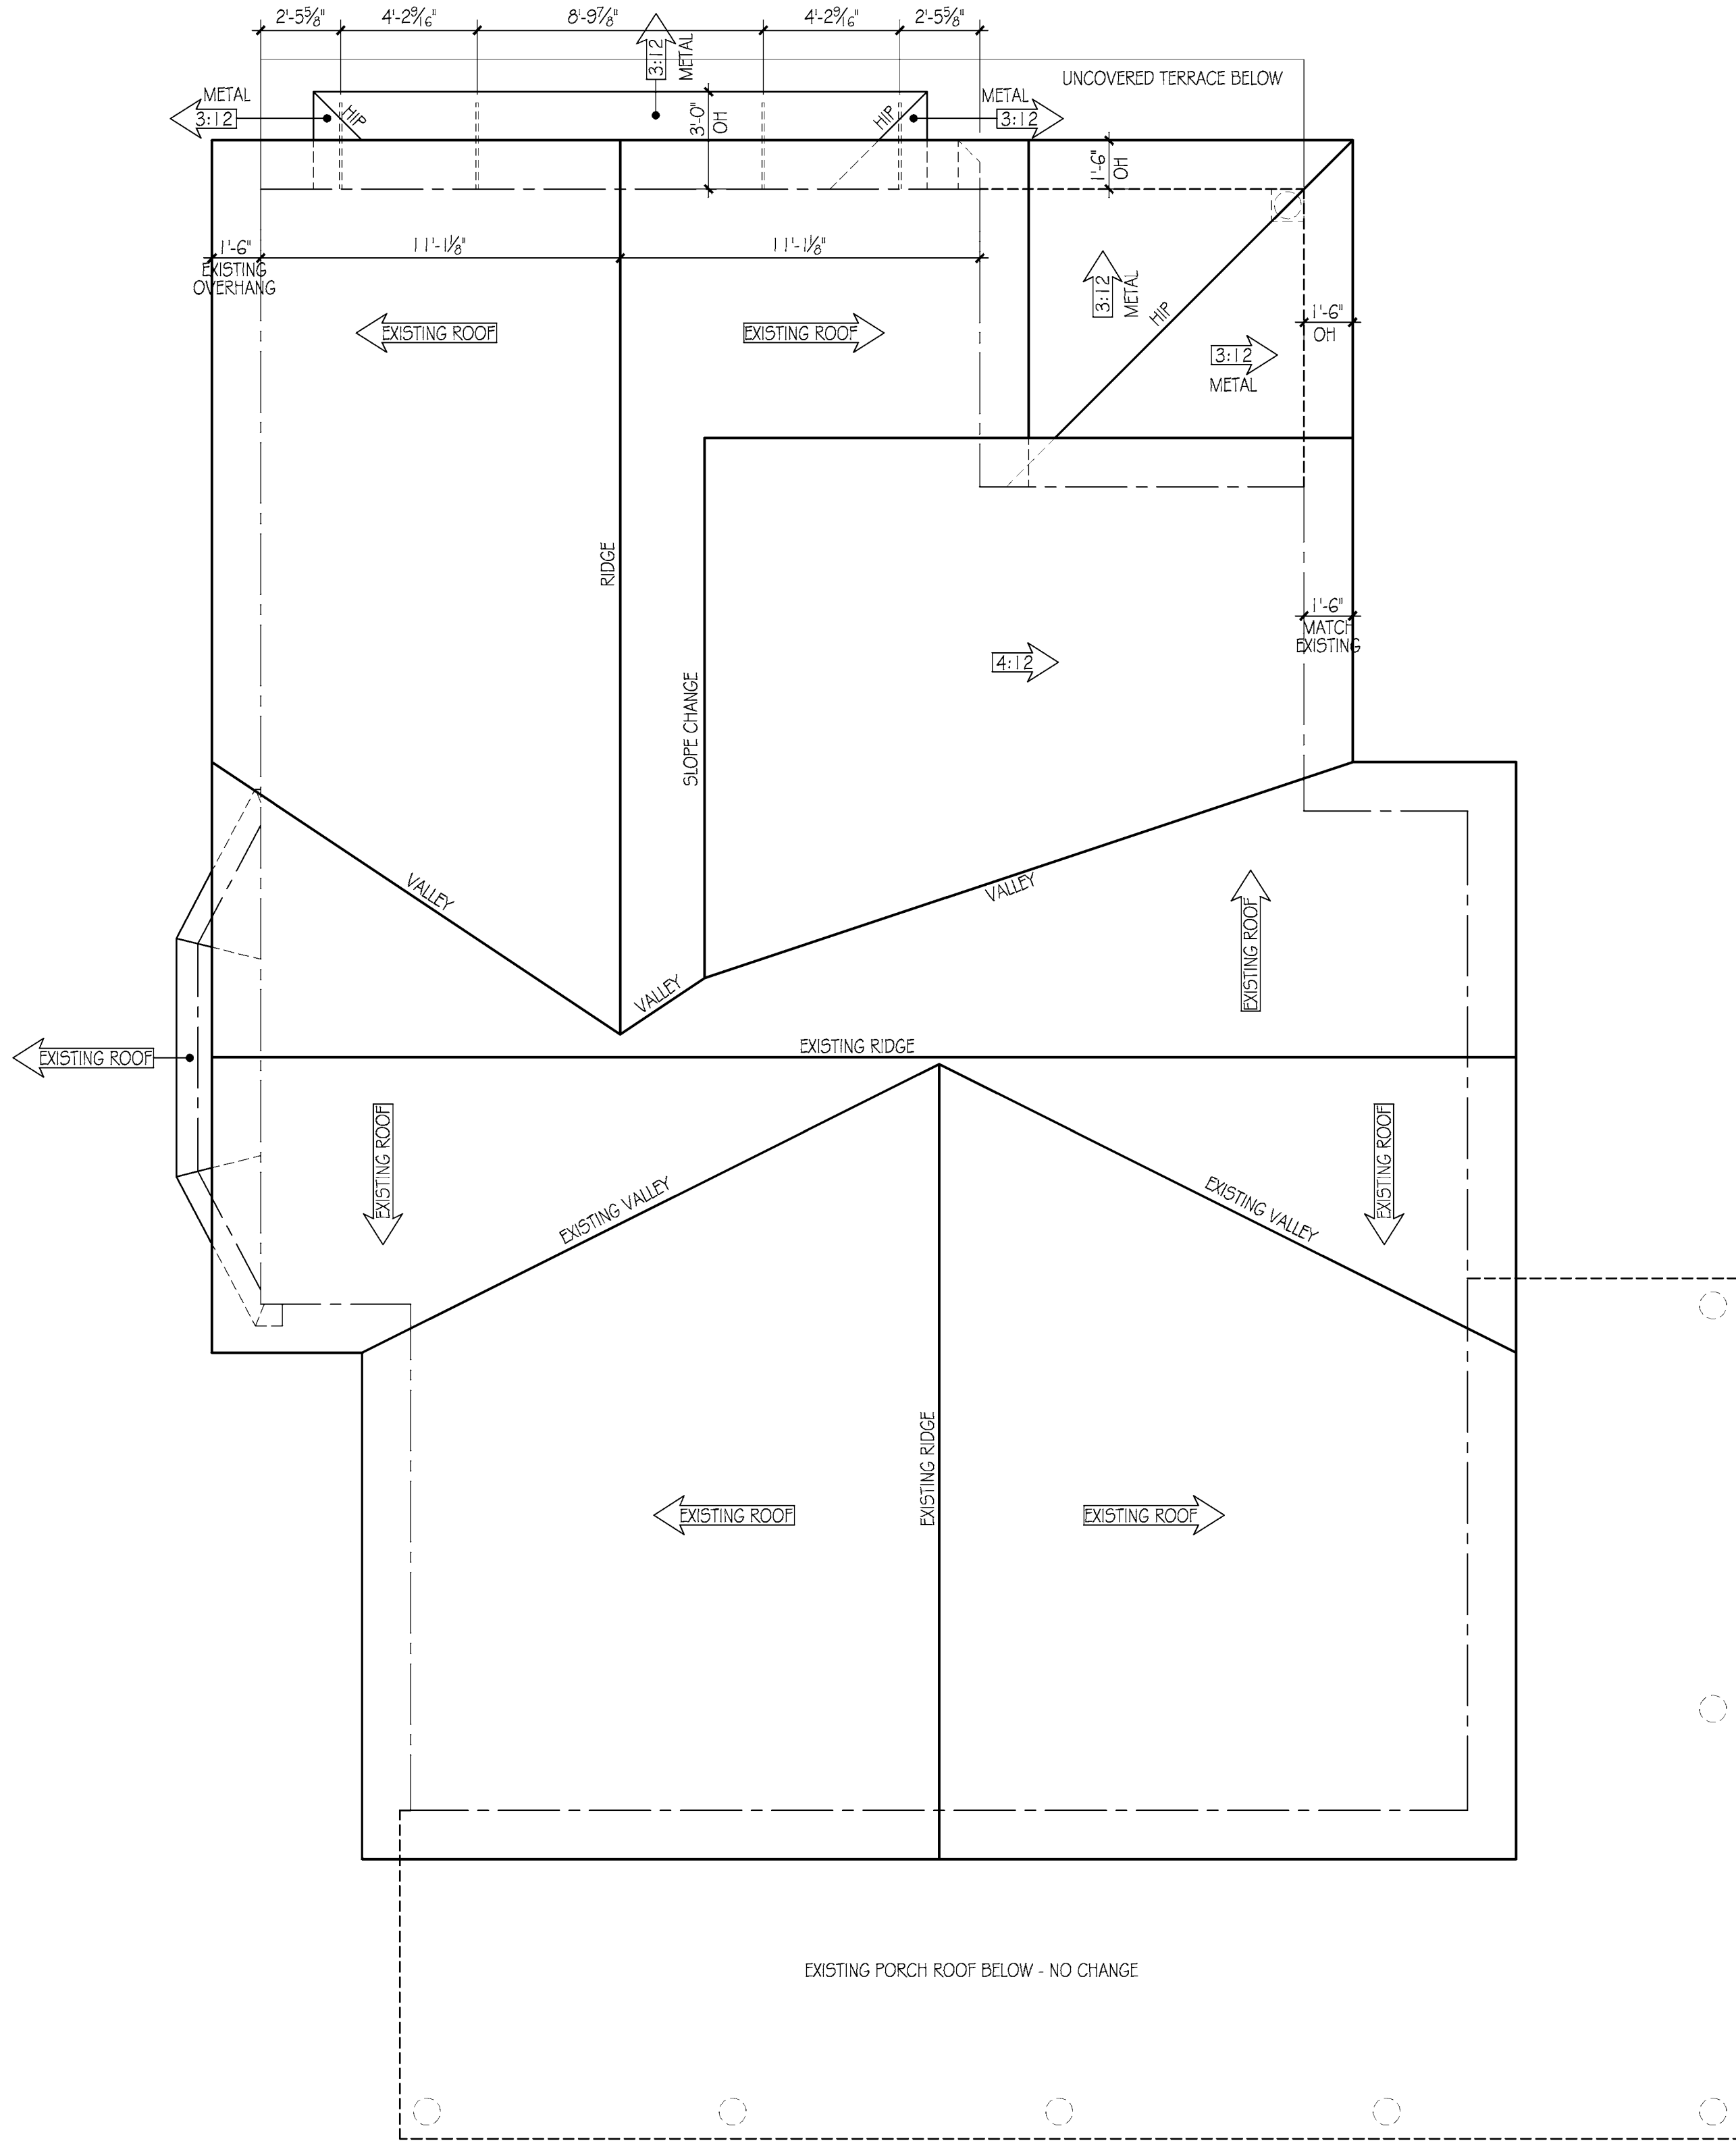 2'-5⅝"
4'-2⁹⁄₁₆"
8'-9⅞"
4'-2⁹⁄₁₆"
2'-5⅝"
3:12
METAL
UNCOVERED TERRACE BELOW
METAL
3:12
HIP
3'-0"
OH
HIP
METAL
3:12
1'-6"
OH
1'-6"
EXISTING
OVERHANG
11'-1⅛"
11'-1⅛"
3:12
METAL
HIP
1'-6"
OH
EXISTING ROOF
EXISTING ROOF
3:12
METAL
RIDGE
1'-6"
MATCH
EXISTING
4:12
SLOPE CHANGE
VALLEY
VALLEY
VALLEY
EXISTING ROOF
EXISTING RIDGE
EXISTING ROOF
EXISTING ROOF
EXISTING ROOF
EXISTING VALLEY
EXISTING VALLEY
EXISTING RIDGE
EXISTING ROOF
EXISTING ROOF
EXISTING PORCH ROOF BELOW - NO CHANGE